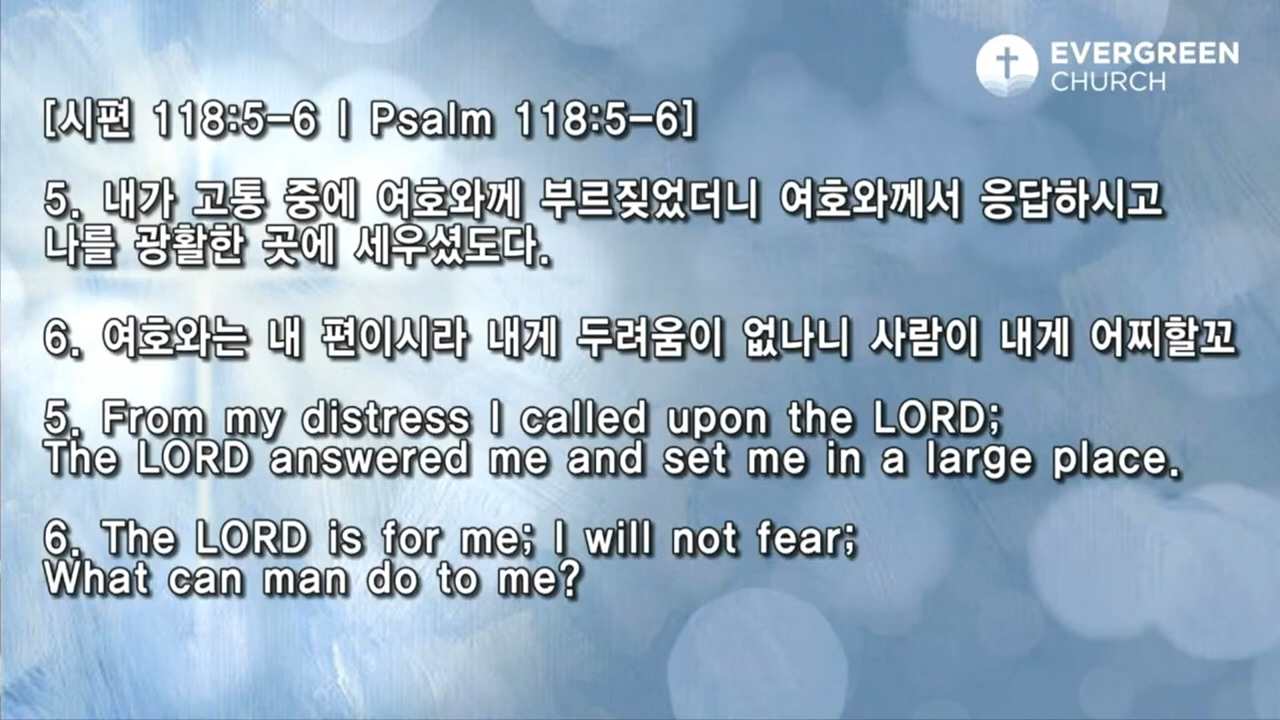 EVERGREEN
CHURCH
[시편 118:5-6 | Psalm 118:5-6]
5. 내가 고통 중에 여호와께 부르짖었더니 여호와께서 응답하시고
나를 광활한 곳에 세우셨도다.
6. 여호와는 내 편이시라 내게 두려움이 없나니 사람이 내게 어찌할꼬
5. From my distress I called upon the LORD;
The LORD answered me and set me in a large place.
6. The LORD is for me; I will not fear;
What can man do to me?